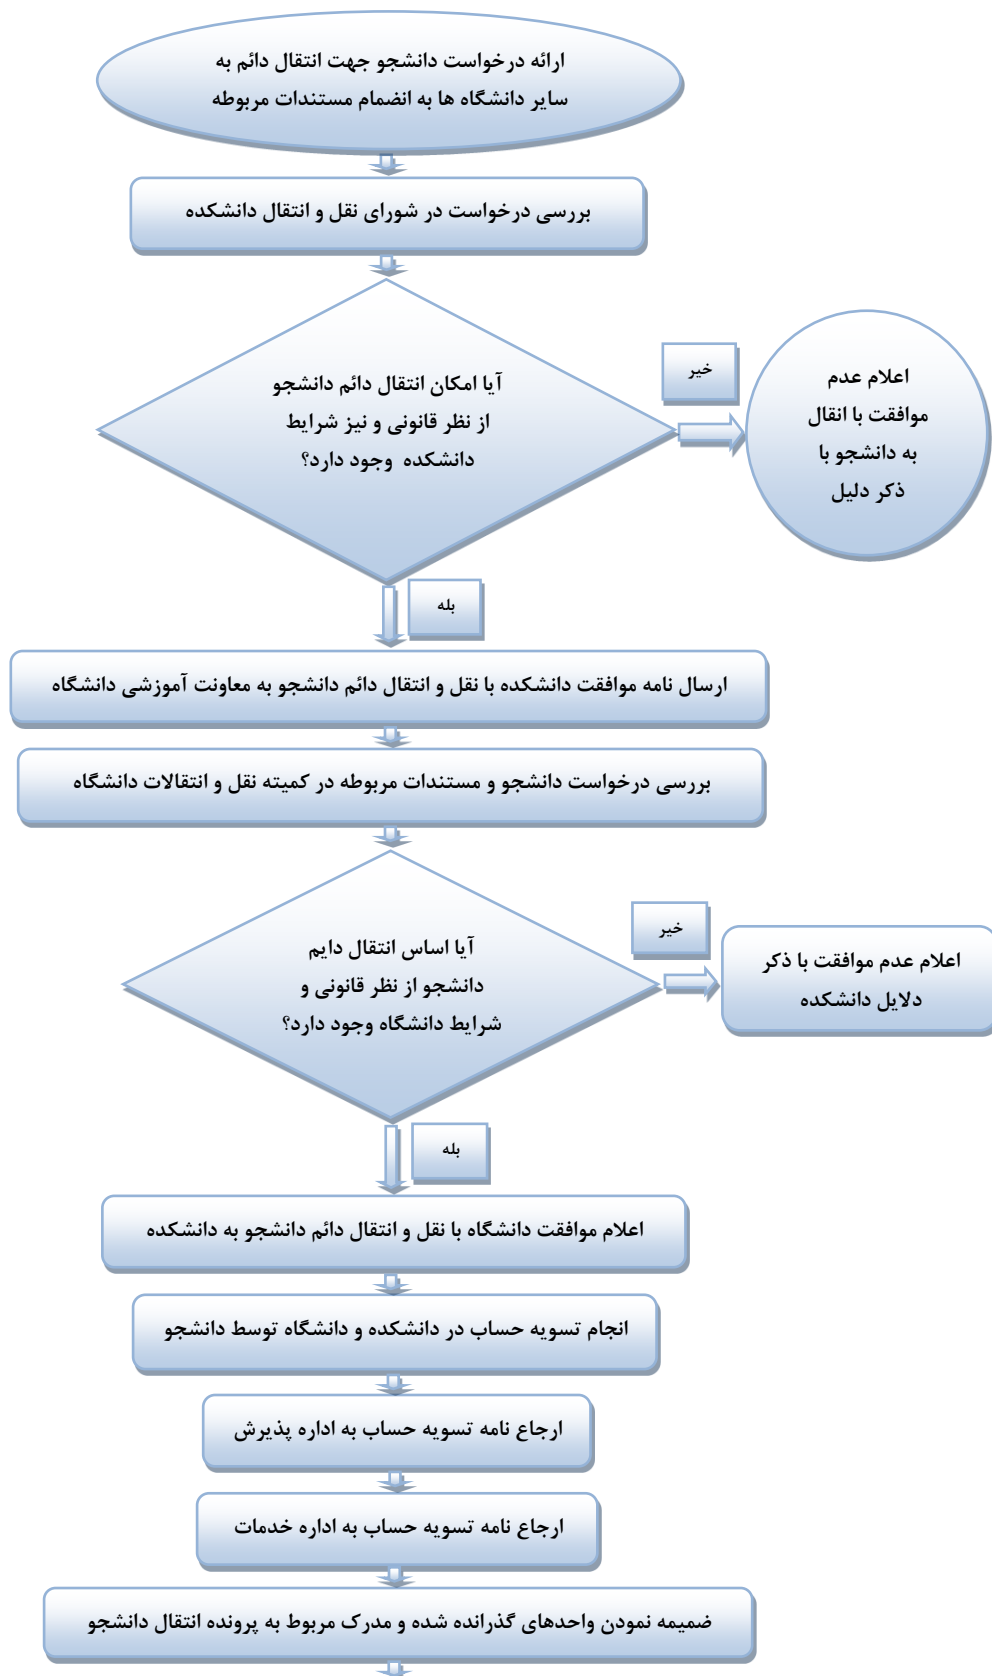 ارائه درخواست دانشجو جهت انتقال دائم به
سایر دانشگاه ها به انضمام مستندات مربوطه
بررسی درخواست در شورای نقل و انتقال دانشکده
آیا امکان انتقال دائم دانشجو
از نظر قانونی و نیز شرایط
دانشکده وجود دارد؟
خیر
اعلام عدم
موافقت با انقال
به دانشجو با
ذکر دلیل
بله
ارسال نامه موافقت دانشکده با نقل و انتقال دائم دانشجو به معاونت آموزشی دانشگاه
بررسی درخواست دانشجو و مستندات مربوطه در کمیته نقل و انتقالات دانشگاه
آیا اساس انتقال دایم
دانشجو از نظر قانونی و
شرایط دانشگاه وجود دارد؟
خیر
اعلام عدم موافقت با ذکر
دلایل دانشکده
بله
اعلام موافقت دانشگاه با نقل و انتقال دائم دانشجو به دانشکده
انجام تسویه حساب در دانشکده و دانشگاه توسط دانشجو
ارجاع نامه تسویه حساب به اداره پذیرش
ارجاع نامه تسویه حساب به اداره خدمات
ضمیمه نمودن واحدهای گذرانده شده و مدرک مربوط به پرونده انتقال دانشجو